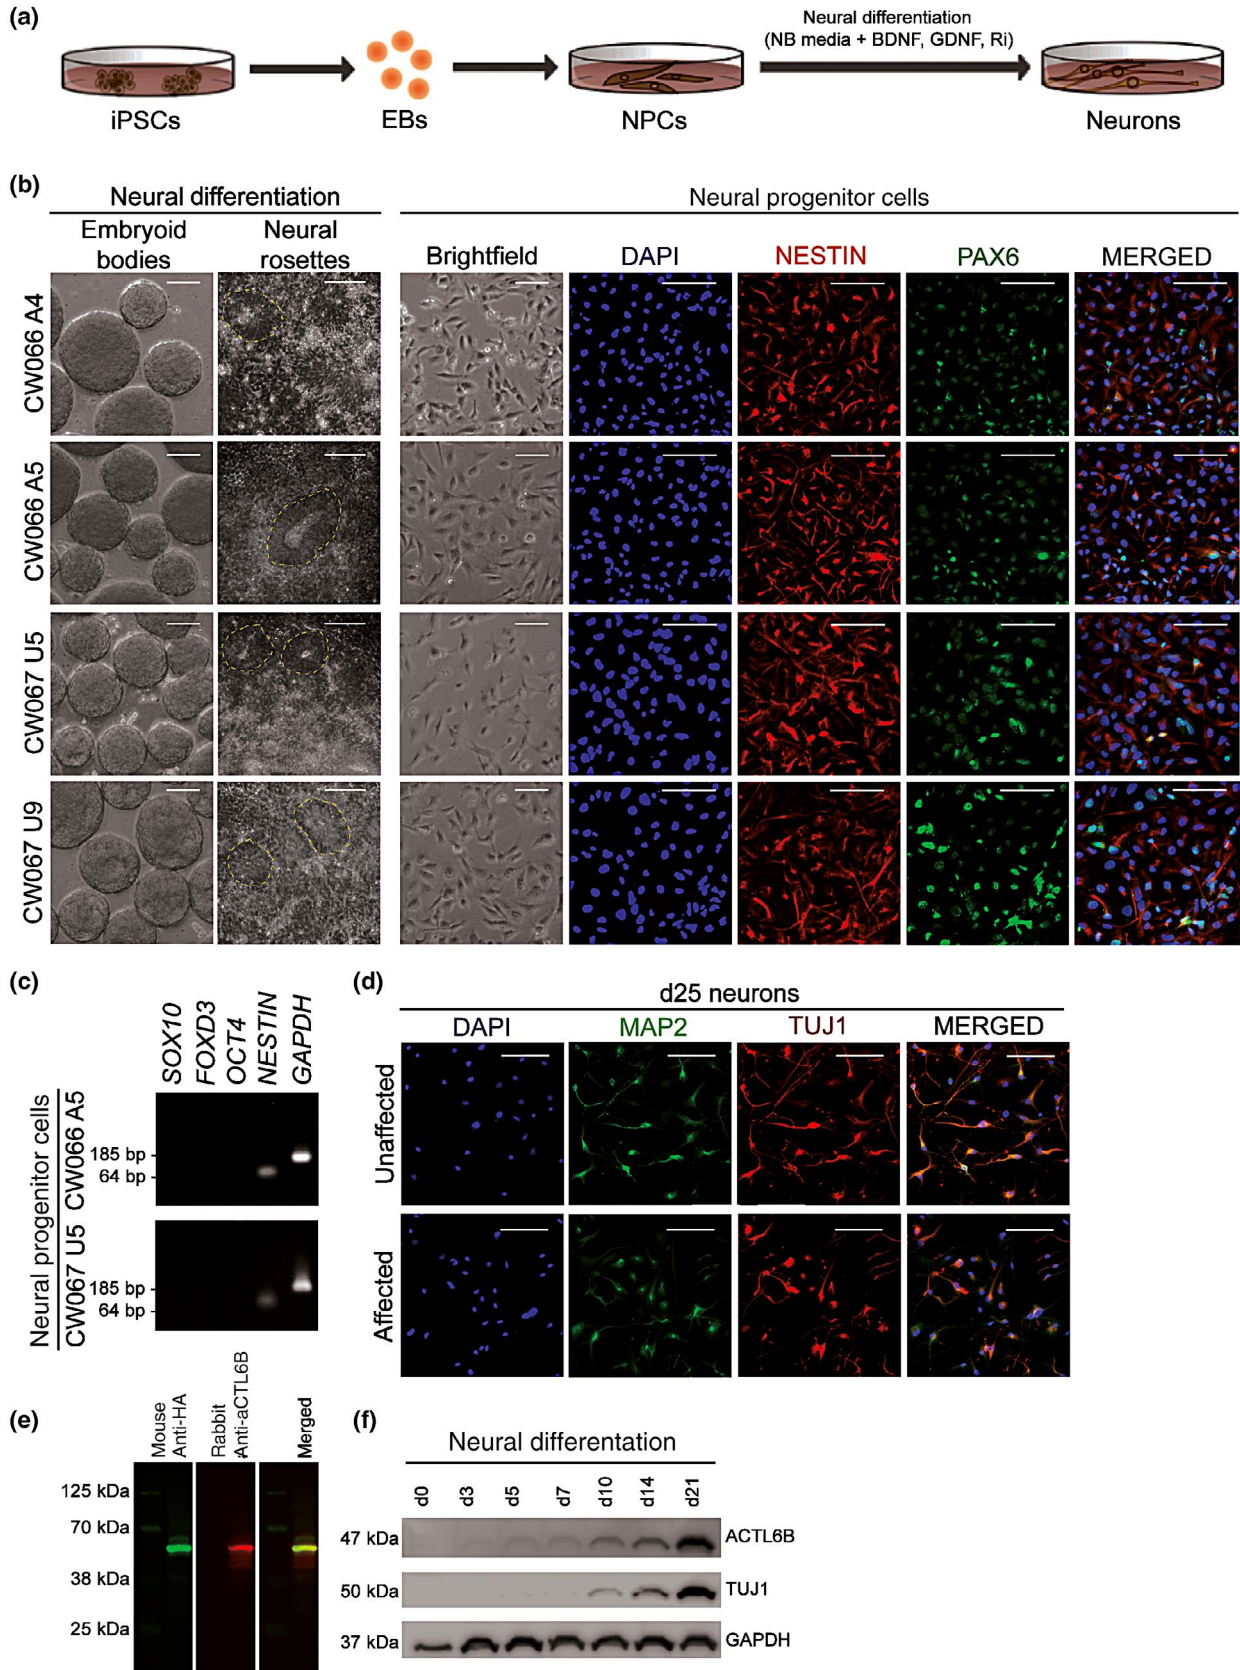 (a)
Neural differentiation
(NB media + BDNF, GDNF, Ri)
iPSCs
EBs
NPCs
Neurons
(b)
Neural differentiation
Neural progenitor cells
Embryoid
bodies
Neural
rosettes
Brightfield
DAPI
NESTIN
PAX6
MERGED
CW066 A4
CW066 A5
CW067 U5
CW067 U9
(c)
SOX10
FOXD3
OCT4
NESTIN
GAPDH
Neural progenitor cells
CW066 A5
185 bp
64 bp
CW067 U5
185 bp
64 bp
(d)
d25 neurons
DAPI
MAP2
TUJ1
MERGED
Unaffected
Affected
(e)
Mouse
Anti-HA
Rabbit
Anti-aCTL6B
Merged
125 kDa
70 kDa
38 kDa
25 kDa
(f)
Neural differentation
d0
d3
d5
d7
d10
d14
d21
47 kDa
ACTL6B
50 kDa
TUJ1
37 kDa
GAPDH